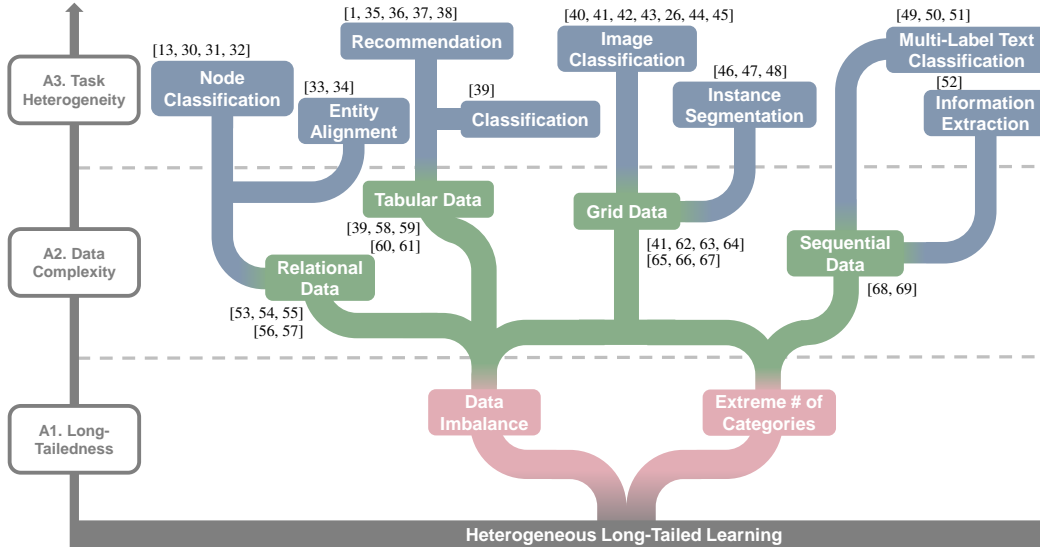 [1, 35, 36, 37, 38]
[40, 41, 42, 43, 26, 44, 45]
[49, 50, 51]
[13, 30, 31, 32]
Recommendation
Image
Classification
Multi-Label Text
Classification
A3. Task
Heterogeneity
Node
Classification
[33, 34]
Entity
Alignment
[39]
Classification
[46, 47, 48]
Instance
Segmentation
[52]
Information
Extraction
Tabular Data
Grid Data
[39, 58, 59]
[60, 61]
[41, 62, 63, 64]
[65, 66, 67]
A2. Data
Complexity
Relational
Data
Sequential
Data
[53, 54, 55]
[56, 57]
[68, 69]
Data
Imbalance
Extreme # of
Categories
A1. Long-
Tailedness
Heterogeneous Long-Tailed Learning